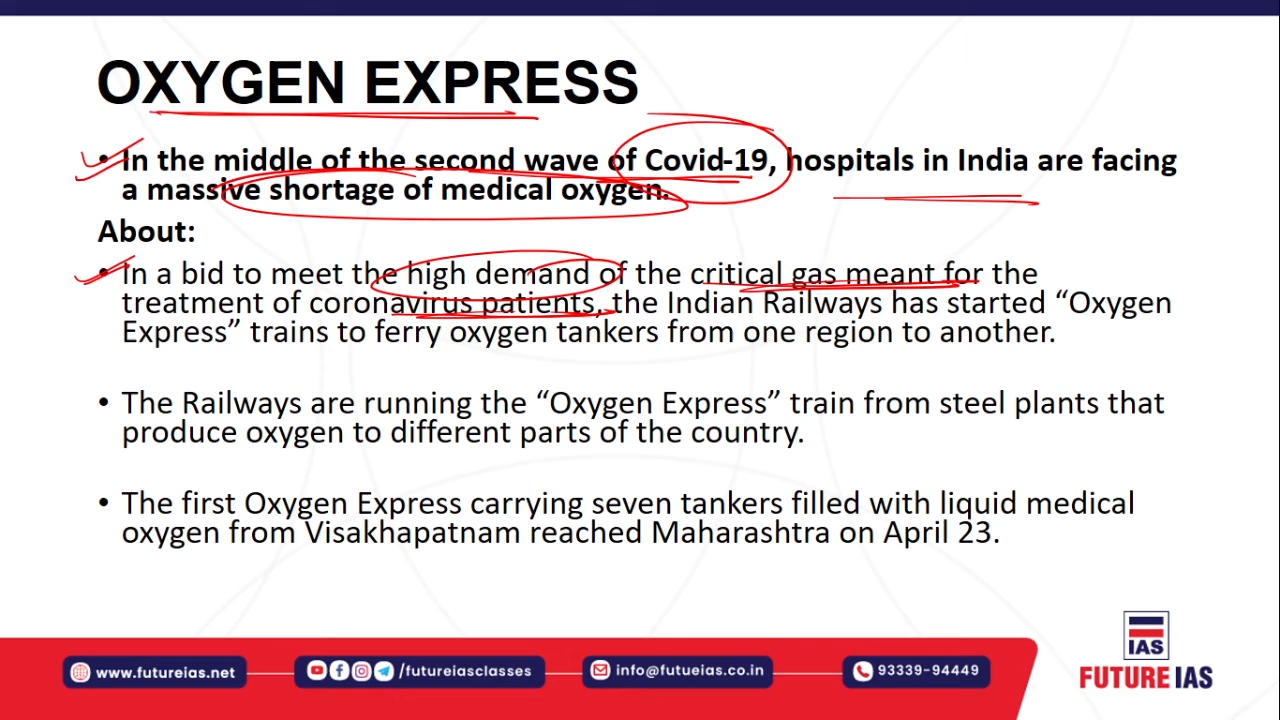 OXYGEN EXPRESS
• In the middle of the second wave of Covid-19, hospitals in India are facing
a massive shortage of medical oxygen.
About:
• In a bid to meet the high demand of the critical gas meant for the
treatment of coronavirus patients, the Indian Railways has started “Oxygen
Express” trains to ferry oxygen tankers from one region to another.
• The Railways are running the “Oxygen Express” train from steel plants that
produce oxygen to different parts of the country.
• The first Oxygen Express carrying seven tankers filled with liquid medical
oxygen from Visakhapatnam reached Maharashtra on April 23.
IAS
FUTURE IAS
www.futureias.net
/futureiasclasses
info@futueias.co.in
93339-94449